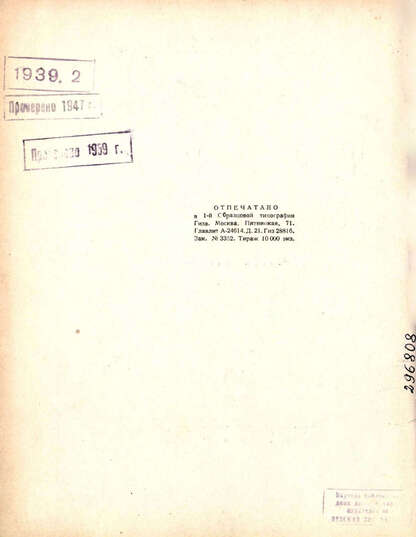 1939. 2
Проверено 1947 г.
1959 г.
ОТПЕЧАТАНО
в 1-й Образцовой типографии
Гиза. Москва, Пятницкая, 71.
Главлит А-24614. Д. 21. Гиз 28816.
Зак. № 3352. Тираж 10 000 экз.
296808